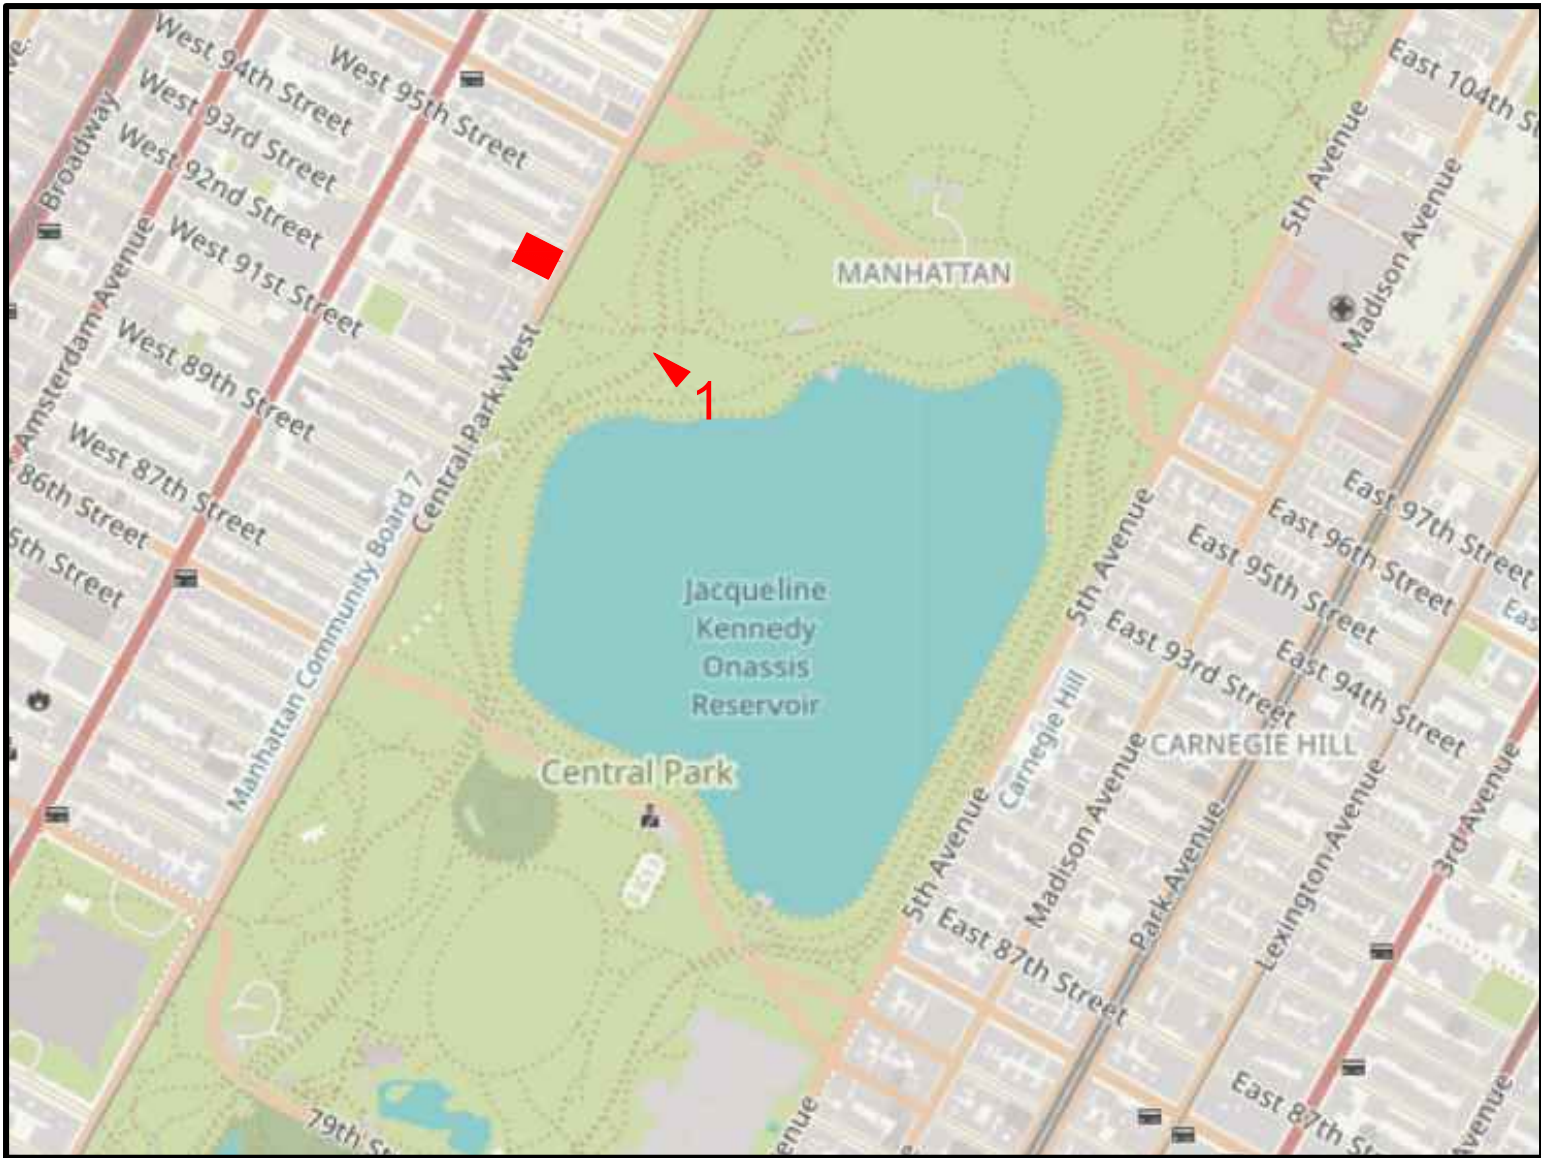 West 94th Street
West 95th Street
West 93rd Street
West 92nd Street
West 91st Street
West 89th Street
West 87th Street
86th Street
5th Street
Broadway
Amsterdam Avenue
Central Park West
Manhattan Community Board 7
1
MANHATTAN
East 104th St
5th Avenue
Madison Avenue
Jacqueline
Kennedy
Onassis
Reservoir
Central Park
5th Avenue
East 97th Street
East 96th Street
East 95th Street
East 94th Street
East 93rd Street
Eas
Carnegie Hill
CARNEGIE HILL
5th Avenue
Madison Avenue
Park Avenue
Lexington Avenue
3rd Avenue
East 87th Street
East 87th St
79th St
enue
Avenue
ve.